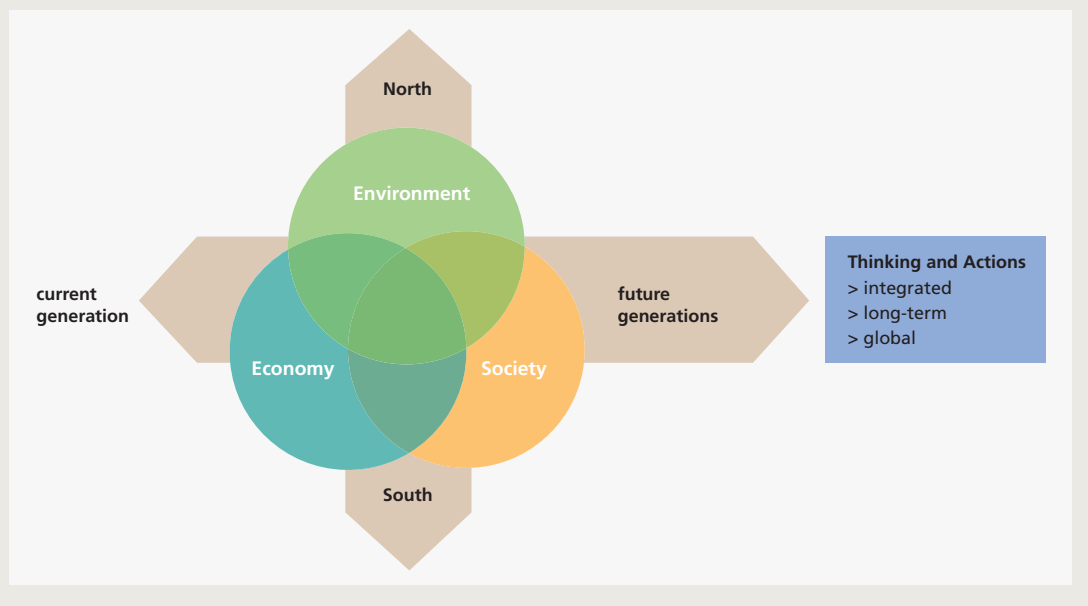 North
Environment
current
generation
future
generations
Thinking and Actions
> integrated
> long-term
> global
Economy
Society
South